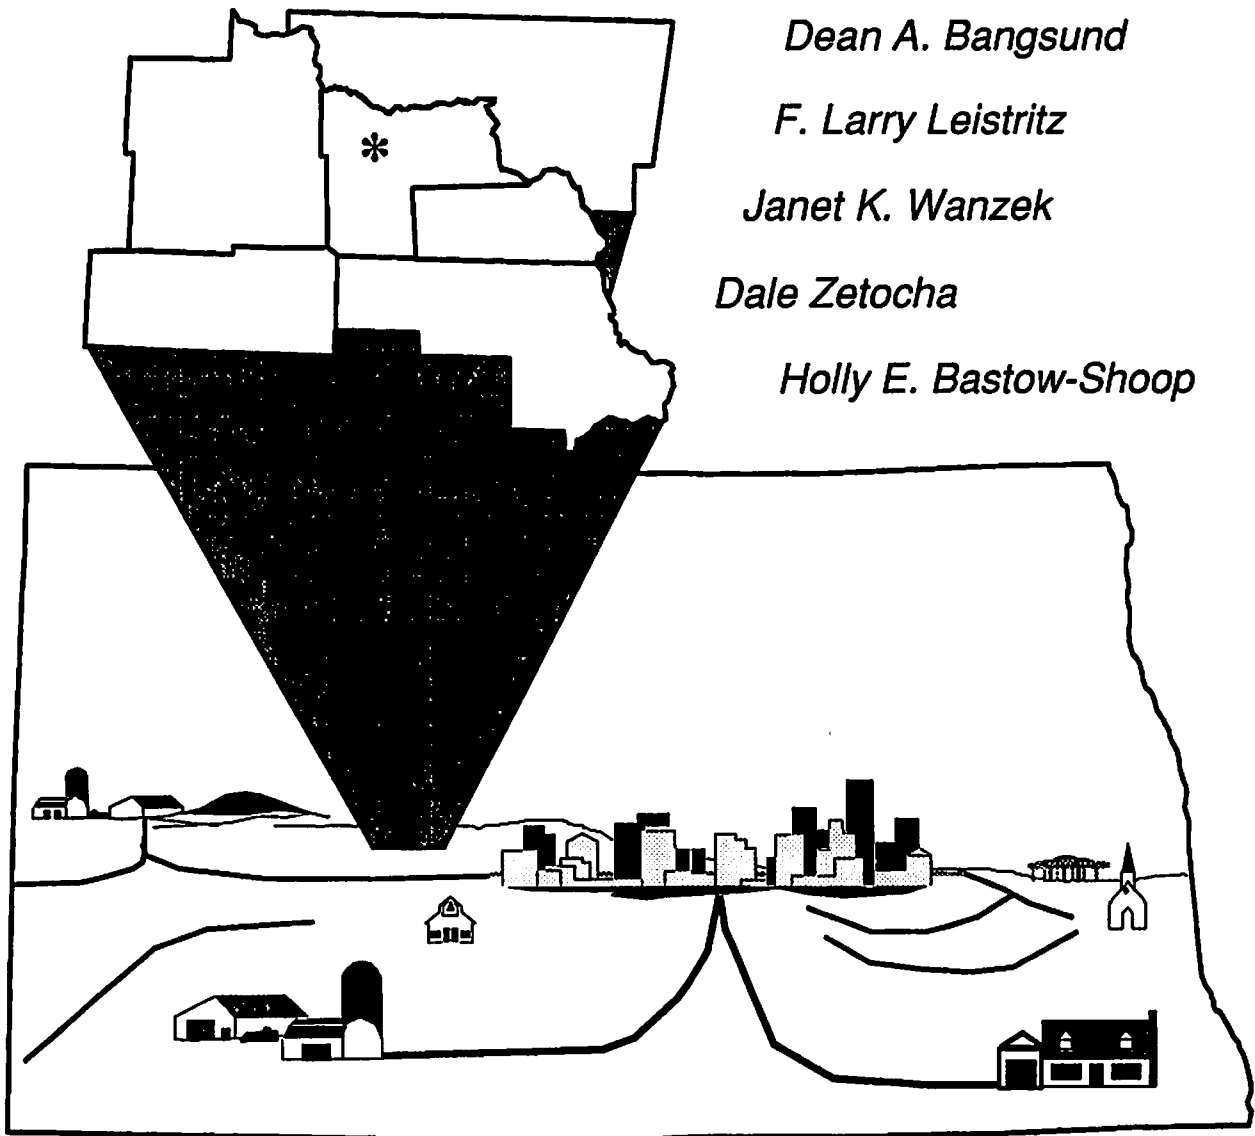 Dean A. Bangsund
F. Larry Leistritz
Janet K. Wanzek
Dale Zetocha
Holly E. Bastow-Shoop